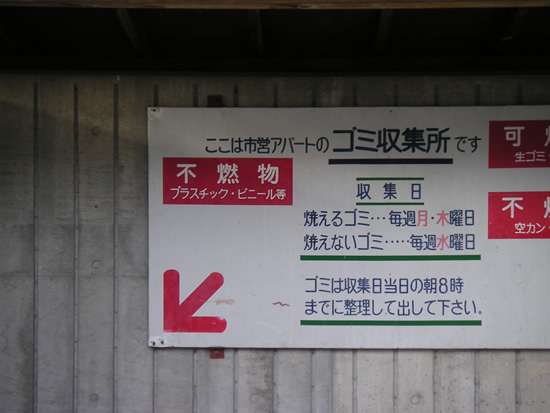 ここは市営アパートのゴミ収集所です
不燃物
プラスチック・ビニール等
収集日
焼えるゴミ…毎週月・木曜日
焼えないゴミ……毎週水曜日
ゴミは収集日当日の朝8時
までに整理して出して下さい。
可
生ゴミ
不燃
空カン・